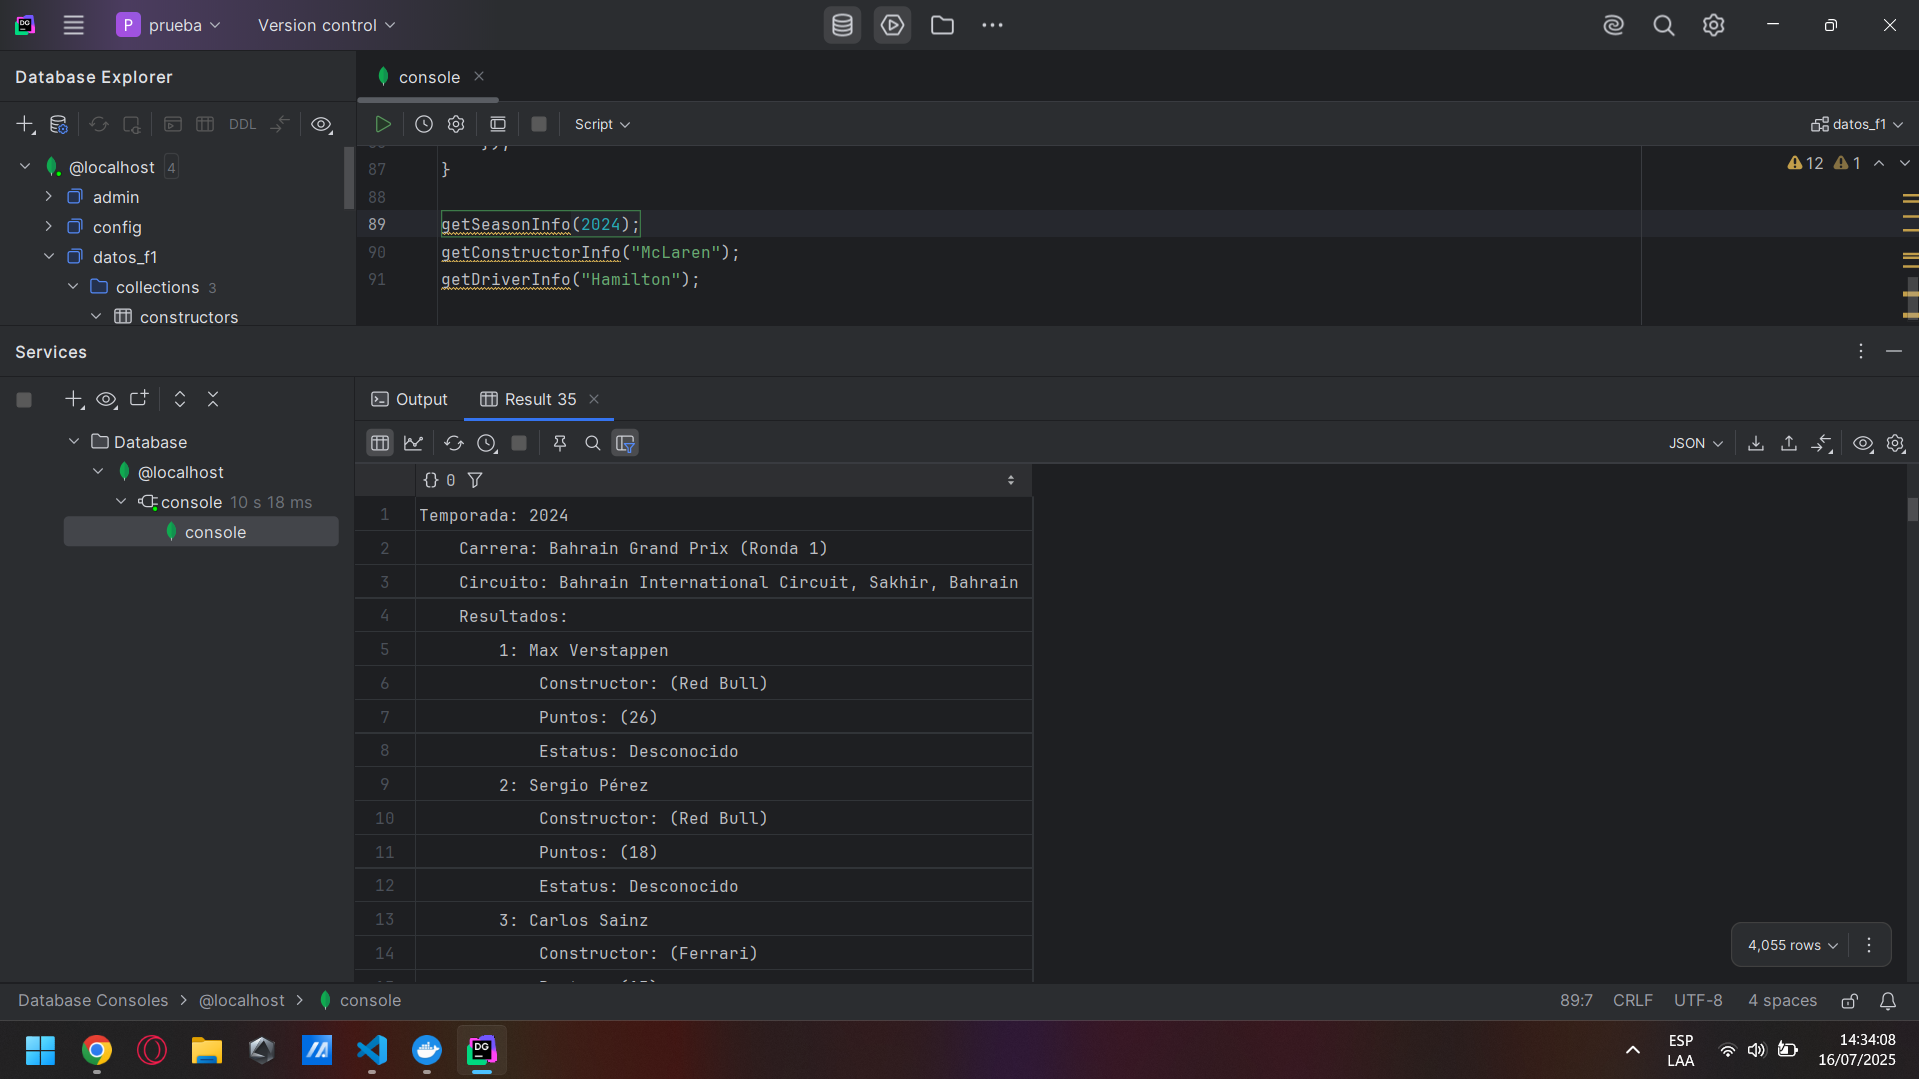 DG
P prueba Version control
Database Explorer
console
DDL
Script
datos_f1
@localhost 4
admin
config
datos_f1
collections 3
constructors
87 }
88
89 getSeasonInfo(2024);
90 getConstructorInfo("McLaren");
91 getDriverInfo("Hamilton");
12 1
Services
Database
@localhost
console 10 s 18 ms
console
Output Result 35
JSON
{} 0
1 Temporada: 2024
2 Carrera: Bahrain Grand Prix (Ronda 1)
3 Circuito: Bahrain International Circuit, Sakhir, Bahrain
4 Resultados:
5 1: Max Verstappen
6 Constructor: (Red Bull)
7 Puntos: (26)
8 Estatus: Desconocido
9 2: Sergio Pérez
10 Constructor: (Red Bull)
11 Puntos: (18)
12 Estatus: Desconocido
13 3: Carlos Sainz
14 Constructor: (Ferrari)
4,055 rows
Database Consoles > @localhost > console
89:7 CRLF UTF-8 4 spaces
DG
ESP
LAA
14:34:08
16/07/2025